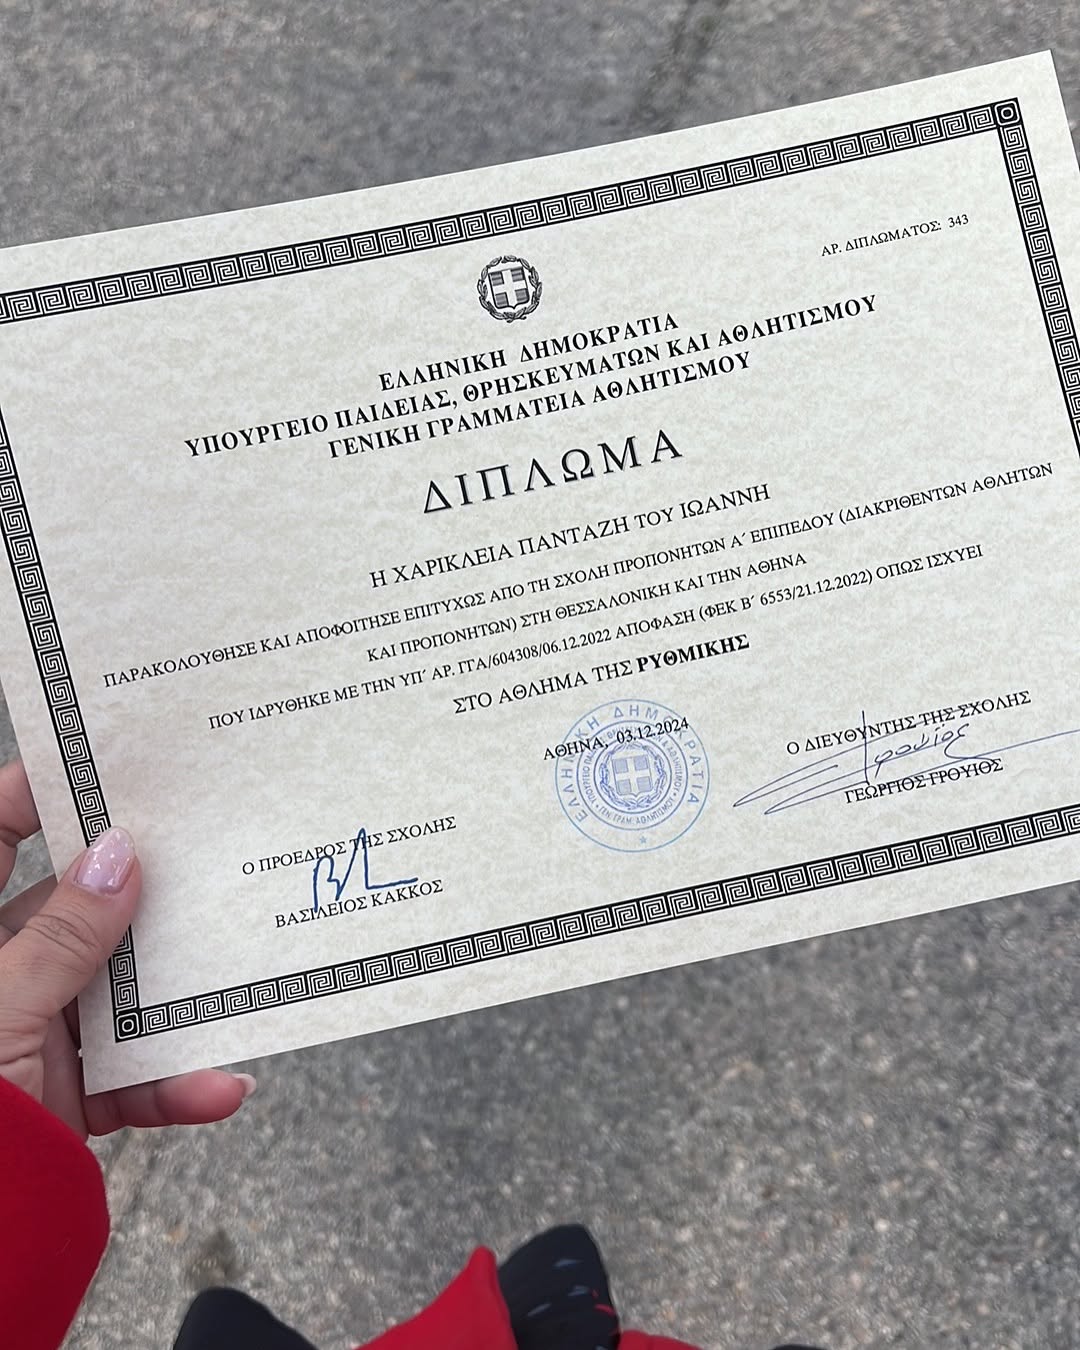 ΑΡ. ΔΙΠΛΩΜΑΤΟΣ: 343
ΕΛΛΗΝΙΚΗ ΔΗΜΟΚΡΑΤΙΑ
ΥΠΟΥΡΓΕΙΟ ΠΑΙΔΕΙΑΣ, ΘΡΗΣΚΕΥΜΑΤΩΝ ΚΑΙ ΑΘΛΗΤΙΣΜΟΥ
ΓΕΝΙΚΗ ΓΡΑΜΜΑΤΕΙΑ ΑΘΛΗΤΙΣΜΟΥ
ΔΙΠΛΩΜΑ
Η ΧΑΡΙΚΛΕΙΑ ΠΑΝΤΑΖΗ ΤΟΥ ΙΩΑΝΝΗ
ΠΑΡΑΚΟΛΟΥΘΗΣΕ ΚΑΙ ΑΠΟΦΟΙΤΗΣΕ ΕΠΙΤΥΧΩΣ ΑΠΟ ΤΗ ΣΧΟΛΗ ΠΡΟΠΟΝΗΤΩΝ Α΄ ΕΠΙΠΕΔΟΥ (ΔΙΑΚΡΙΘΕΝΤΩΝ ΑΘΛΗΤΩΝ
ΚΑΙ ΠΡΟΠΟΝΗΤΩΝ) ΣΤΗ ΘΕΣΣΑΛΟΝΙΚΗ ΚΑΙ ΤΗΝ ΑΘΗΝΑ
ΠΟΥ ΙΔΡΥΘΗΚΕ ΜΕ ΤΗΝ ΥΠ΄ ΑΡ. ΓΓΑ/604308/06.12.2022 ΑΠΟΦΑΣΗ (ΦΕΚ Β΄ 6553/21.12.2022) ΟΠΩΣ ΙΣΧΥΕΙ
ΣΤΟ ΑΘΛΗΜΑ ΤΗΣ ΡΥΘΜΙΚΗΣ
ΑΘΗΝΑ, 03.12.2024
ΕΛΛΗΝΙΚΗ ΔΗΜΟΚΡΑΤΙΑ
Ο ΔΙΕΥΘΥΝΤΗΣ ΤΗΣ ΣΧΟΛΗΣ
ΓΕΩΡΓΙΟΣ ΓΡΟΥΙΟΣ
Ο ΠΡΟΕΔΡΟΣ ΤΗΣ ΣΧΟΛΗΣ
ΒΑΣΙΛΕΙΟΣ ΚΑΚΚΟΣ